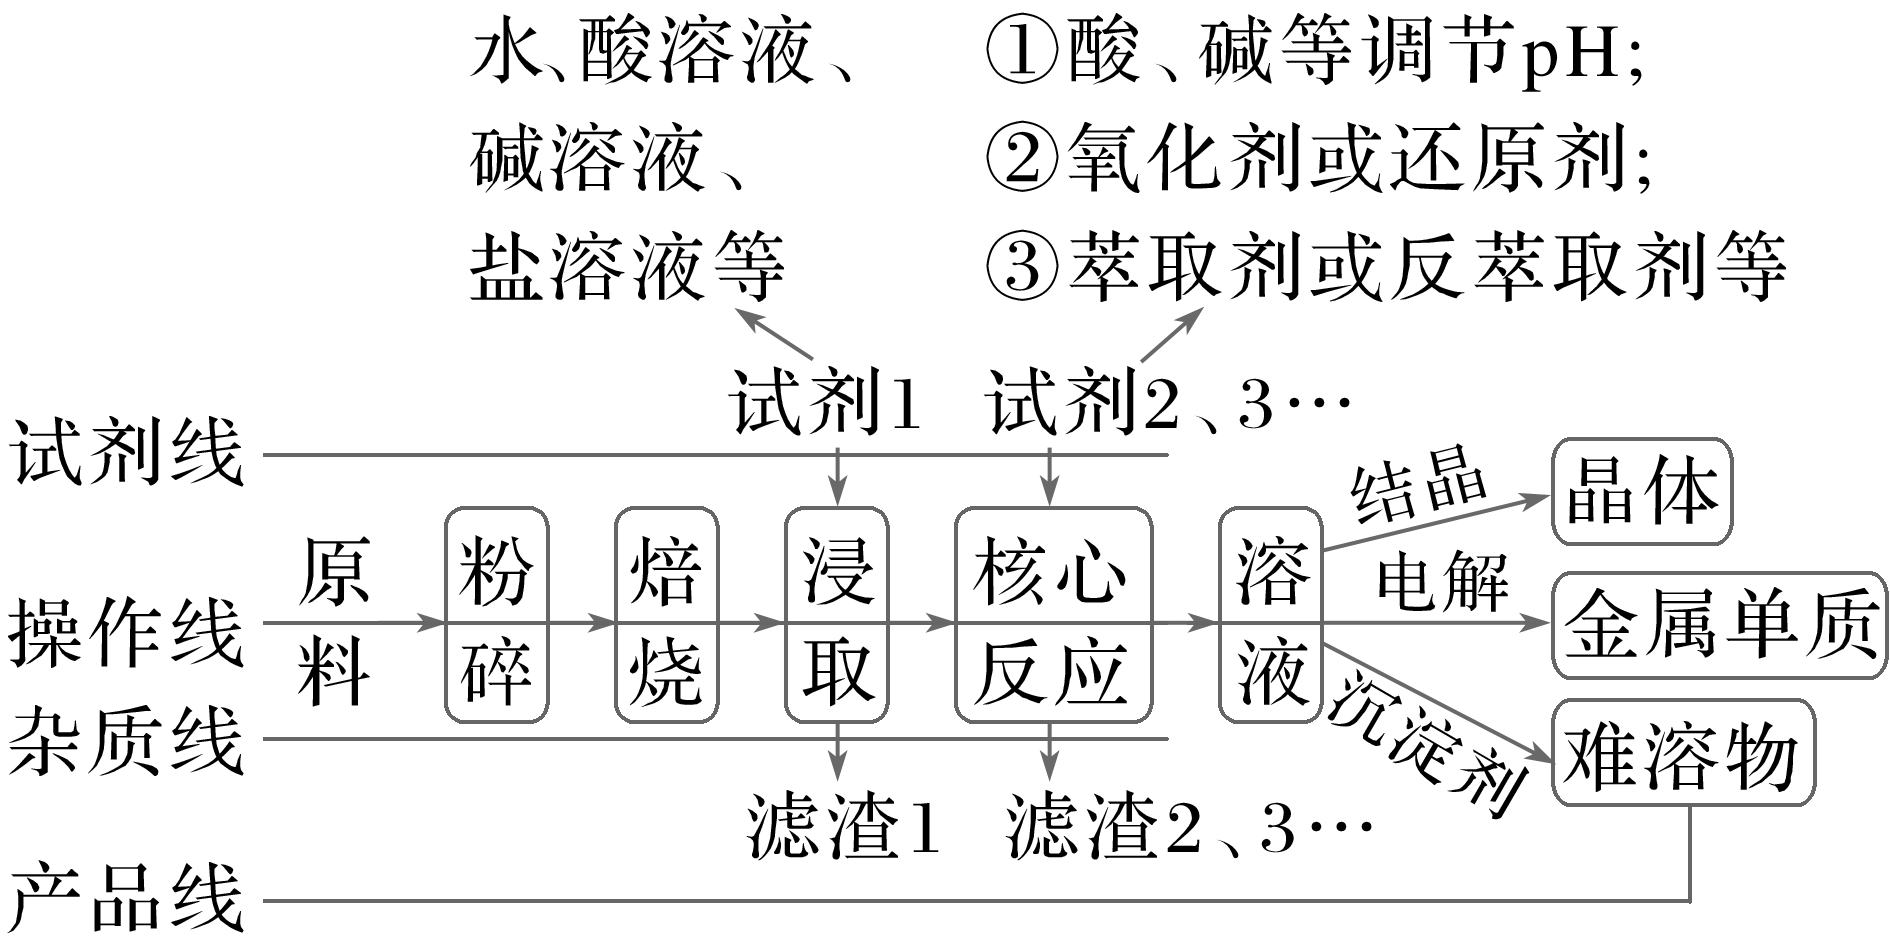 水、酸溶液、
碱溶液、
盐溶液等
①酸、碱等调节pH;
②氧化剂或还原剂;
③萃取剂或反萃取剂等
试剂1
试剂2、3…
试剂线
操作线
杂质线
产品线
原料
粉碎
焙烧
浸取
核心反应
溶液
结晶
晶体
电解
金属单质
沉淀剂
难溶物
滤渣1
滤渣2、3…